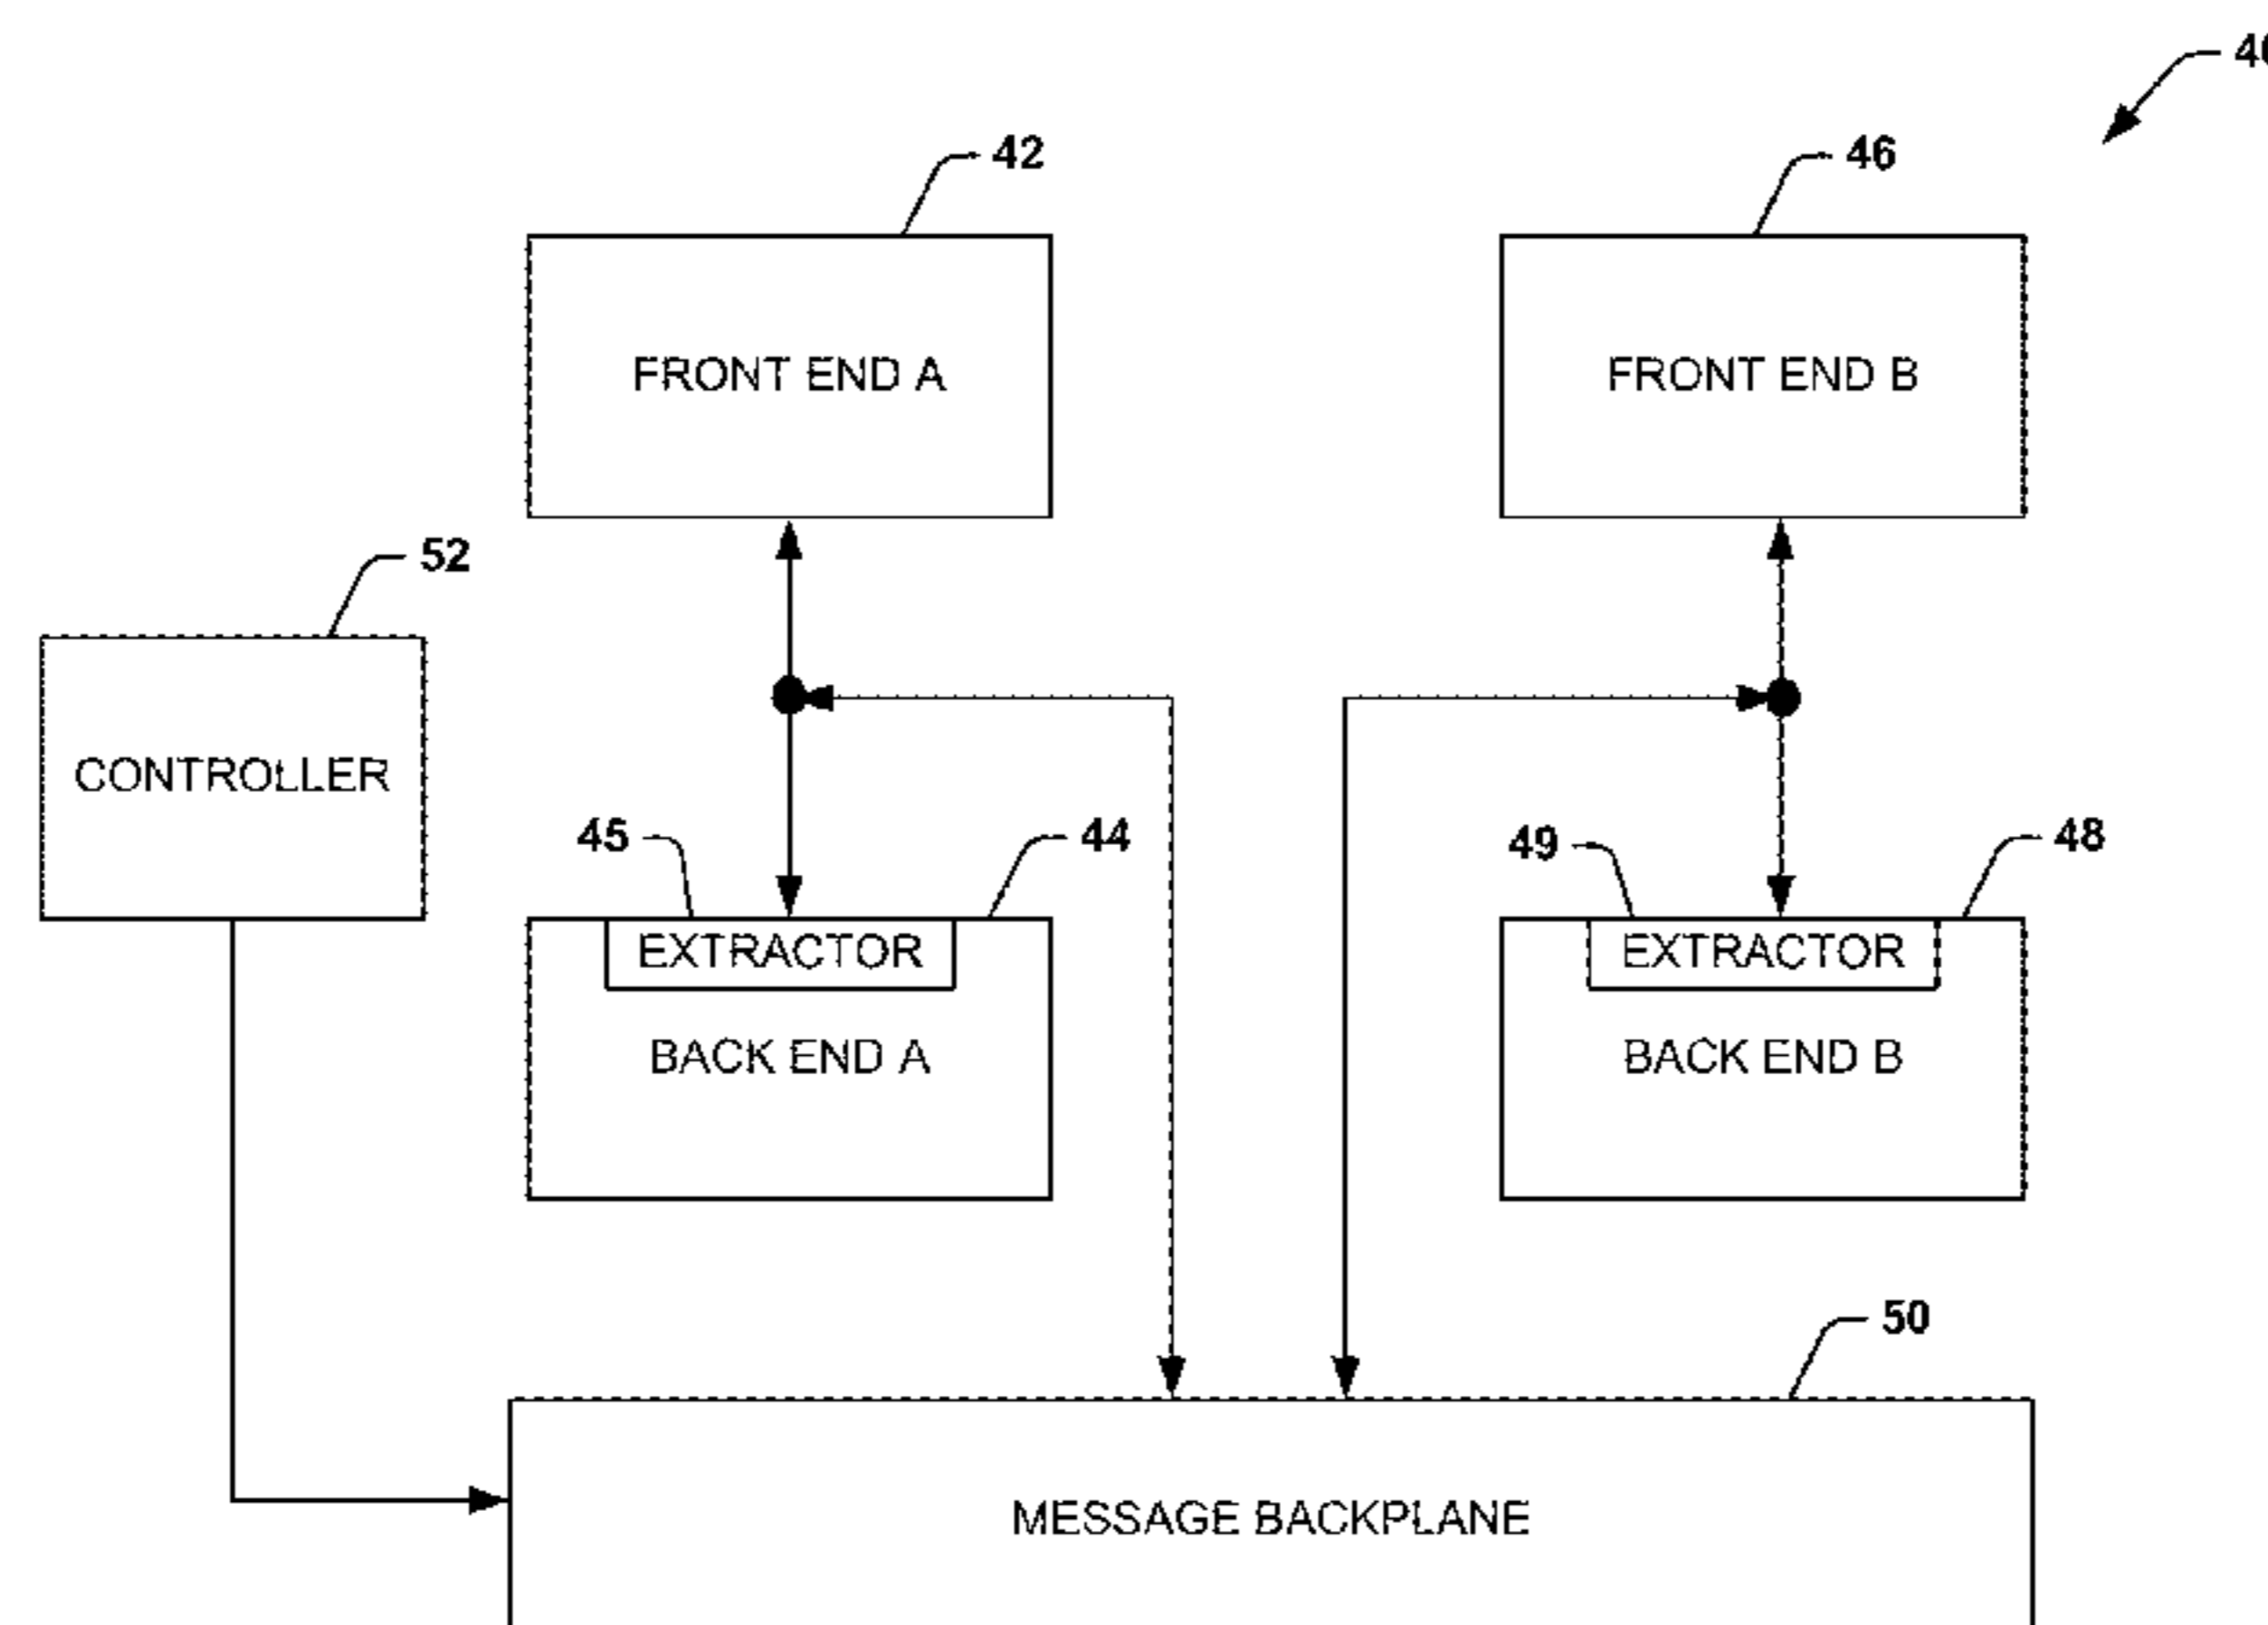 40
42
46
FRONT END A
FRONT END B
52
CONTROLLER
45
44
49
48
EXTRACTOR
EXTRACTOR
BACK END A
BACK END B
50
MESSAGE BACKPLANE